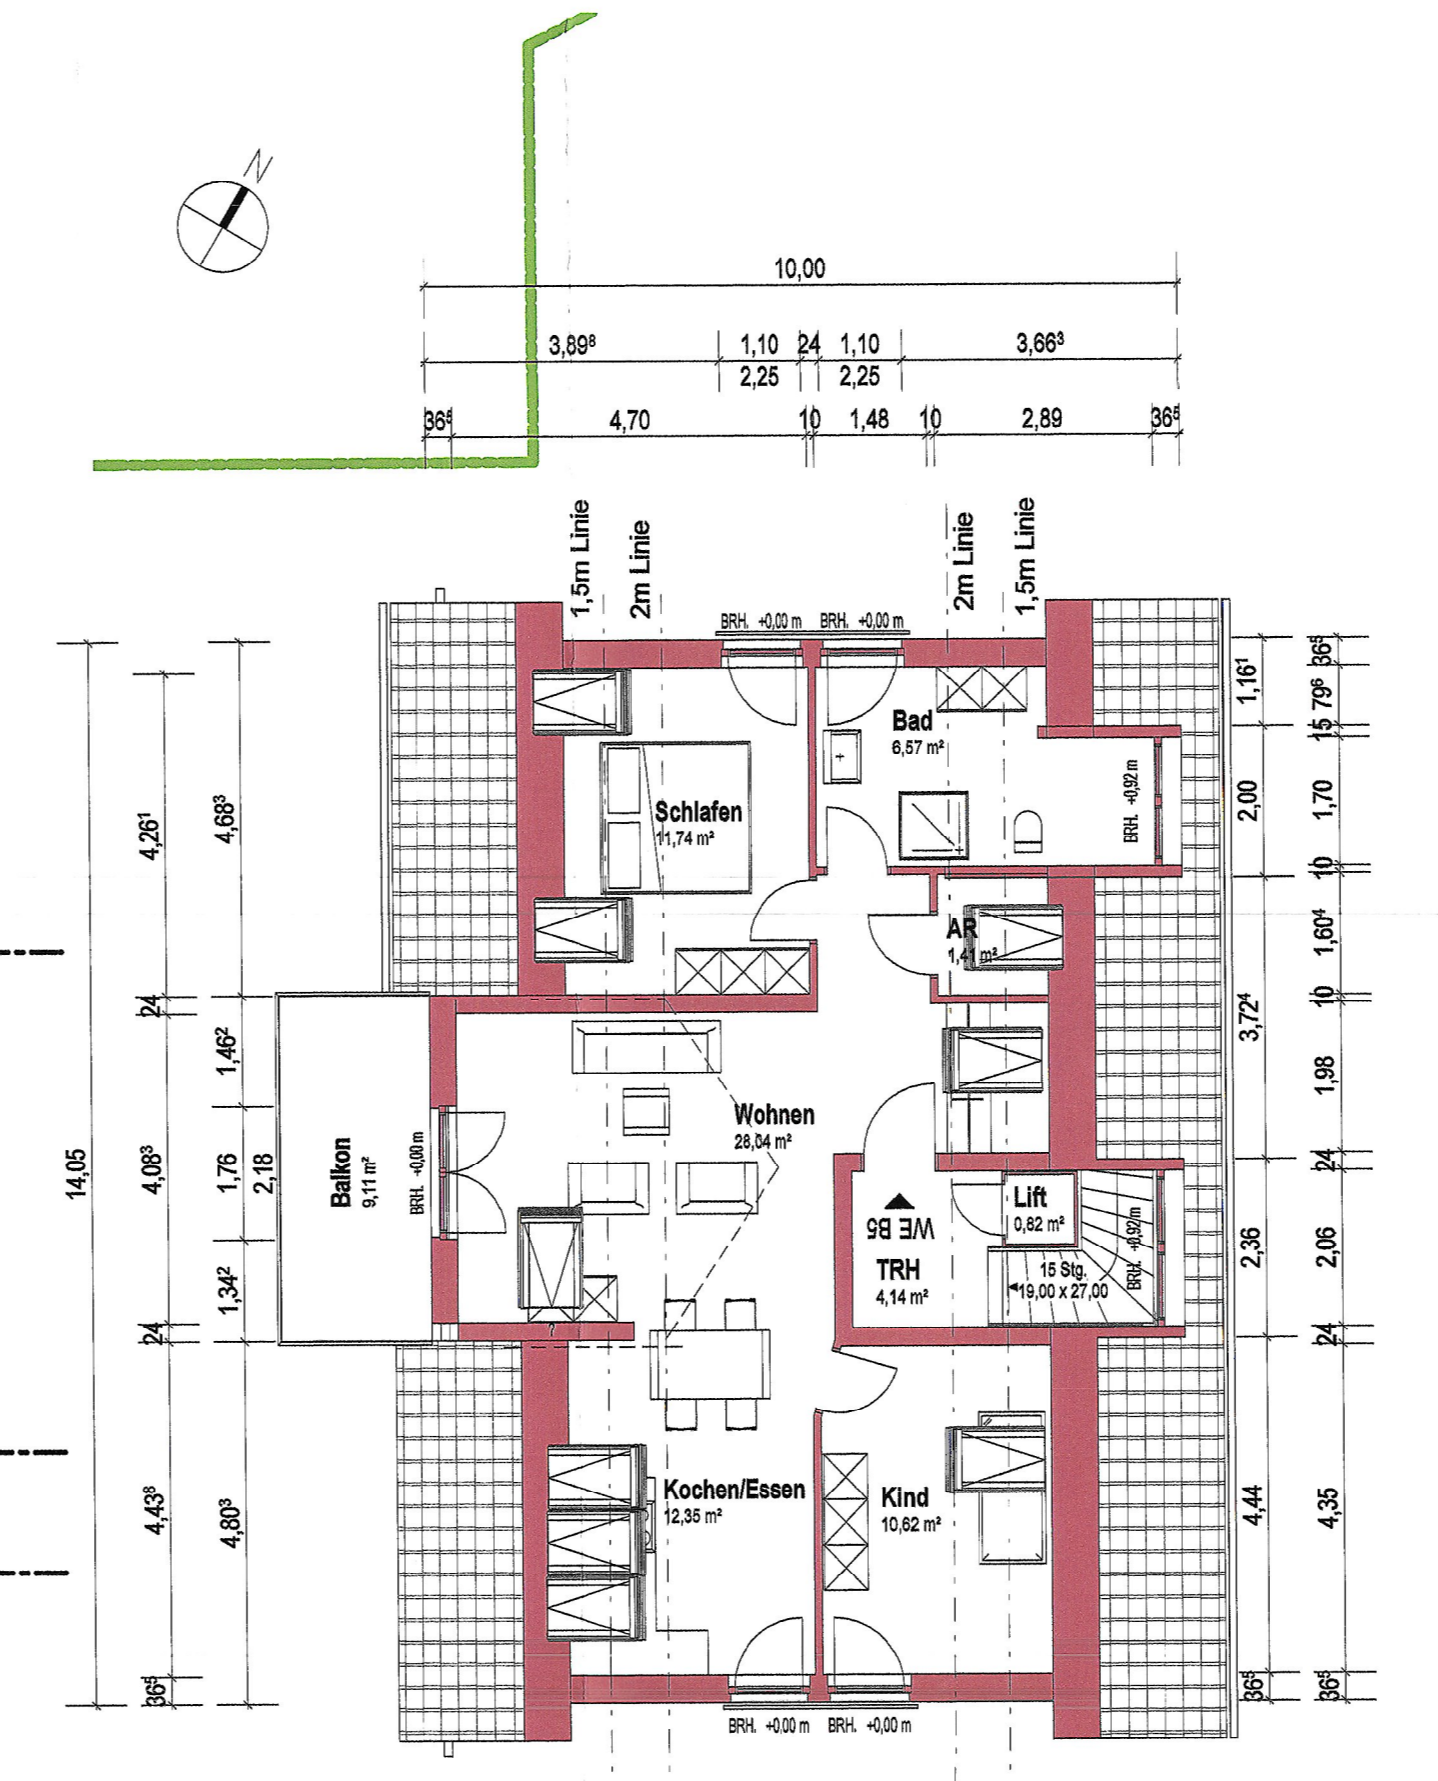 N
10,00
3,89⁸ 1,10 24 1,10 3,66³
2,25 2,25
36⁵ 4,70 10 1,48 10 2,89 36⁵
1,5m Linie
2m Linie
2m Linie
1,5m Linie
BRH. +0,00 m BRH. +0,00 m
14,05
4,26¹
24
4,08³
24
4,43⁸
36⁵
4,68³
1,46²
1,76
2,18
1,34²
4,80³
Schlafen
11,74 m²
Bad
6,57 m²
BRH. +0,92 m
AR
1,41 m²
Balkon
9,11 m²
BRH. +0,00 m
Wohnen
28,04 m²
WE B5
TRH
4,14 m²
Lift
0,82 m²
15 Stg.
19,00 x 27,00
BRH. +0,92 m
?
Kochen/Essen
12,35 m²
Kind
10,62 m²
BRH. +0,00 m BRH. +0,00 m
1,16¹
2,00
3,72⁴
2,36
4,44
36⁵
36⁵
79⁶
15
1,70
10
1,60⁴
10
1,98
24
2,06
24
4,35
36⁵